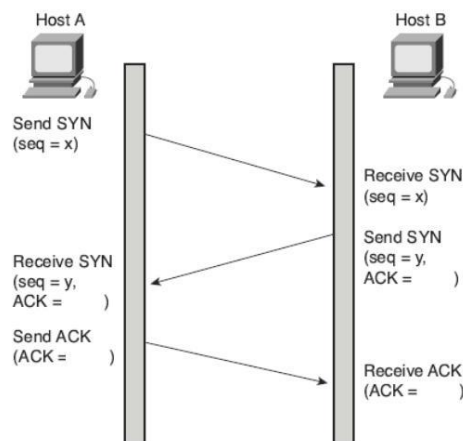 Host A
Host B
Send SYN
(seq = x)
Receive SYN
(seq = x)
Send SYN
(seq = y,
ACK = )
Receive SYN
(seq = y,
ACK = )
Send ACK
(ACK = )
Receive ACK
(ACK = )